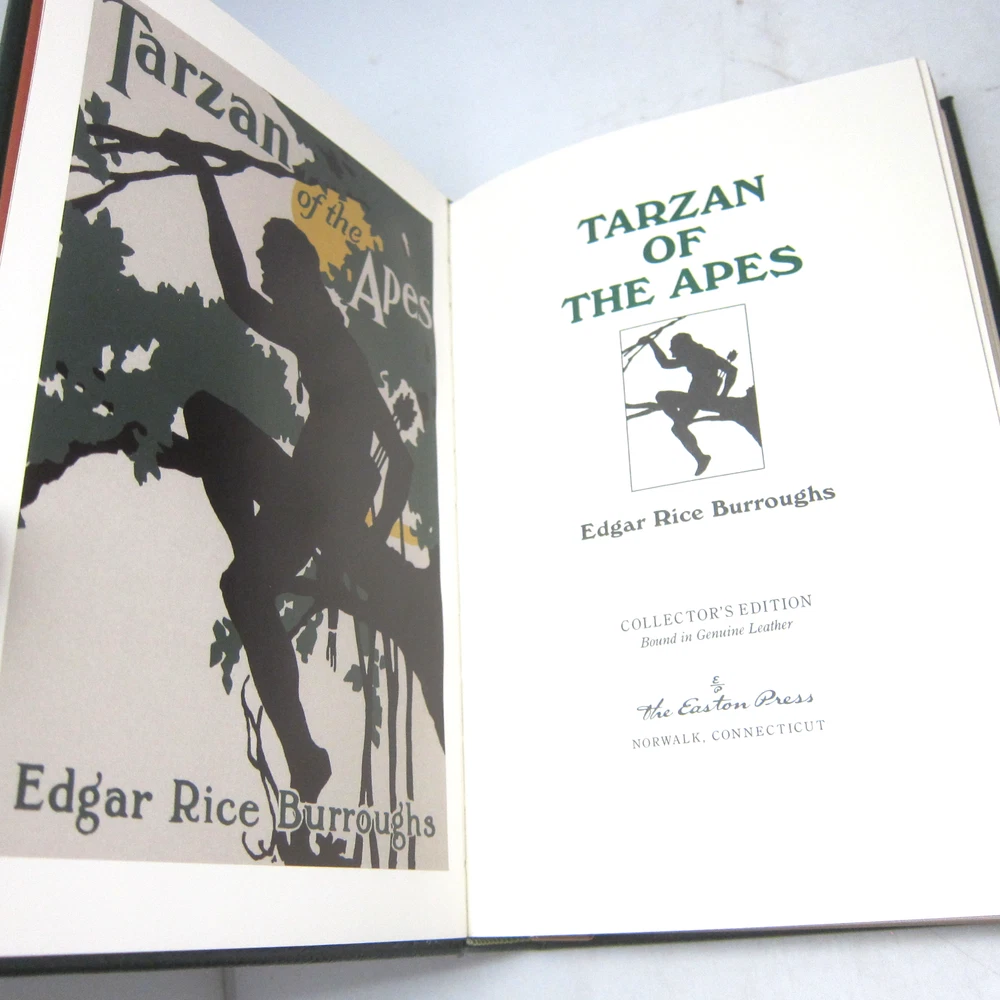 Tarzan
of the
Apes
Edgar Rice Burroughs
TARZAN
OF
THE APES
Edgar Rice Burroughs
COLLECTOR'S EDITION
Bound in Genuine Leather
E
P
the Easton Press
NORWALK, CONNECTICUT